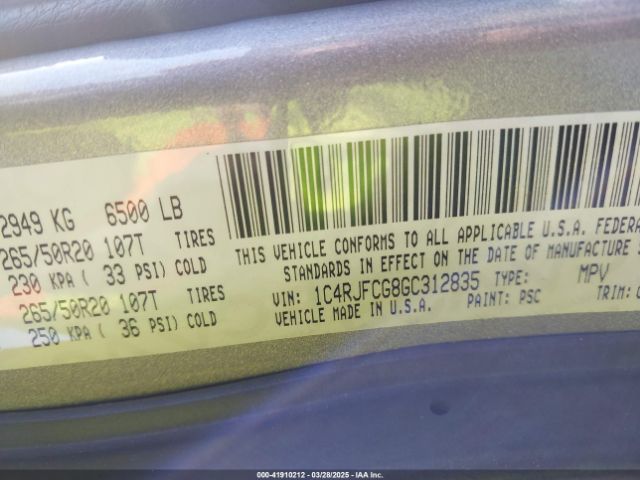 2949 KG 6500 LB
265/50R20 107T TIRES
230 KPA ( 33 PSI) COLD
265/50R20 107T TIRES
250 KPA ( 36 PSI) COLD
THIS VEHICLE CONFORMS TO ALL APPLICABLE U.S.A. FEDERA
STANDARDS IN EFFECT ON THE DATE OF MANUFACTURE
VIN: 1C4RJFCG8GC312835 TYPE: MPV
VEHICLE MADE IN U.S.A. PAINT: PSC TRIM:
000-41910212 — 03/28/2025 — IAA Inc.